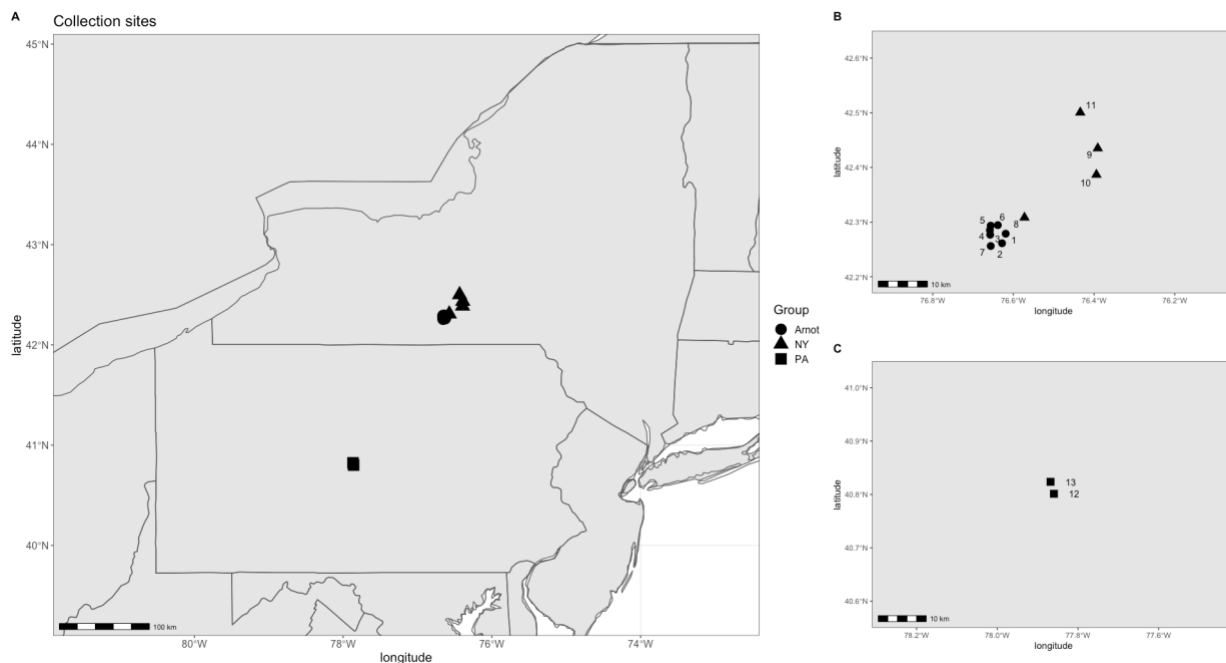 A
Collection sites
45°N
44°N
43°N
42°N
41°N
40°N
latitude
80°W
78°W
76°W
74°W
longitude
100 km
Group
Arnot
NY
PA
B
42.6°N
42.5°N
42.4°N
42.3°N
42.2°N
latitude
11
9
10
8
5
6
4
3
1
7
2
10 km
76.8°W
76.6°W
76.4°W
76.2°W
longitude
C
41.0°N
40.9°N
40.8°N
40.7°N
40.6°N
latitude
13
12
10 km
78.2°W
78.0°W
77.8°W
77.6°W
longitude